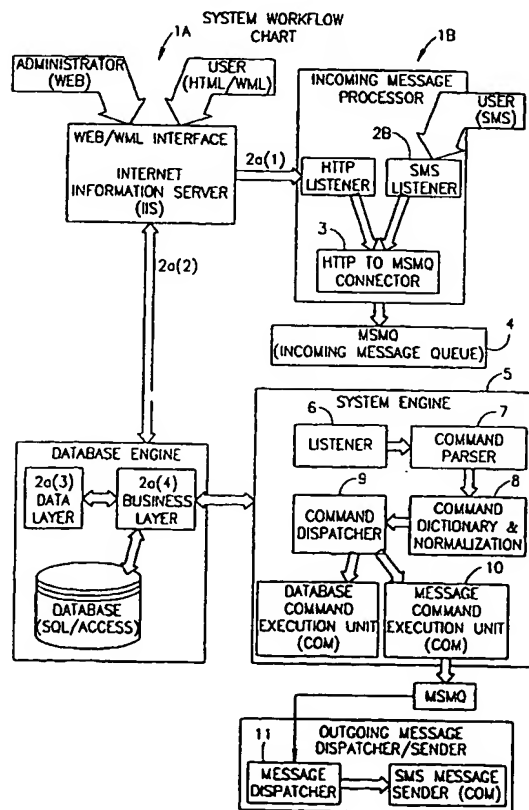 SYSTEM WORKFLOW
CHART
1A
1B
ADMINISTRATOR
(WEB)
USER
(HTML/WML)
INCOMING MESSAGE
PROCESSOR
USER
(SMS)
WEB/WML INTERFACE
INTERNET
INFORMATION SERVER
(IIS)
2a(1)
2B
HTTP
LISTENER
SMS
LISTENER
3
HTTP TO MSMQ
CONNECTOR
2a(2)
4
MSMQ
(INCOMING MESSAGE QUEUE)
5
SYSTEM ENGINE
6
LISTENER
7
COMMAND
PARSER
DATABASE ENGINE
2a(3)
DATA
LAYER
2a(4)
BUSINESS
LAYER
DATABASE
(SQL/ACCESS)
9
COMMAND
DISPATCHER
8
COMMAND
DICTIONARY &
NORMALIZATION
10
DATABASE
COMMAND
EXECUTION UNIT
(COM)
MESSAGE
COMMAND
EXECUTION
UNIT (COM)
MSMQ
OUTGOING MESSAGE
DISPATCHER/SENDER
11
MESSAGE
DISPATCHER
SMS MESSAGE
SENDER (COM)